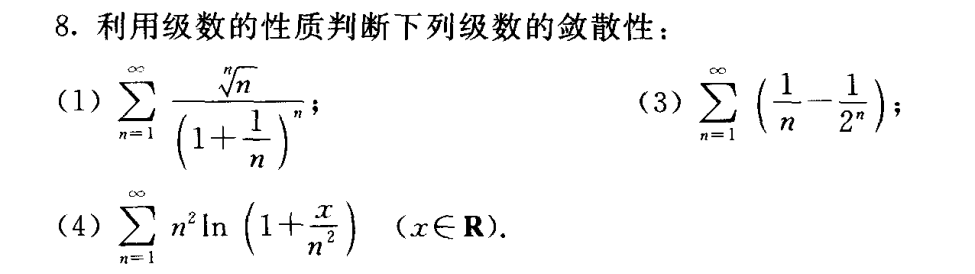 8. 利用级数的性质判断下列级数的敛散性：
(1) $\sum_{n=1}^{\infty} \frac{\sqrt[n]{n}}{\left(1+\frac{1}{n}\right)^n}$； (3) $\sum_{n=1}^{\infty} \left(\frac{1}{n}-\frac{1}{2^n}\right)$；
(4) $\sum_{n=1}^{\infty} n^2 \ln \left(1+\frac{x}{n^2}\right)$ ($x \in \mathbf{R}$).